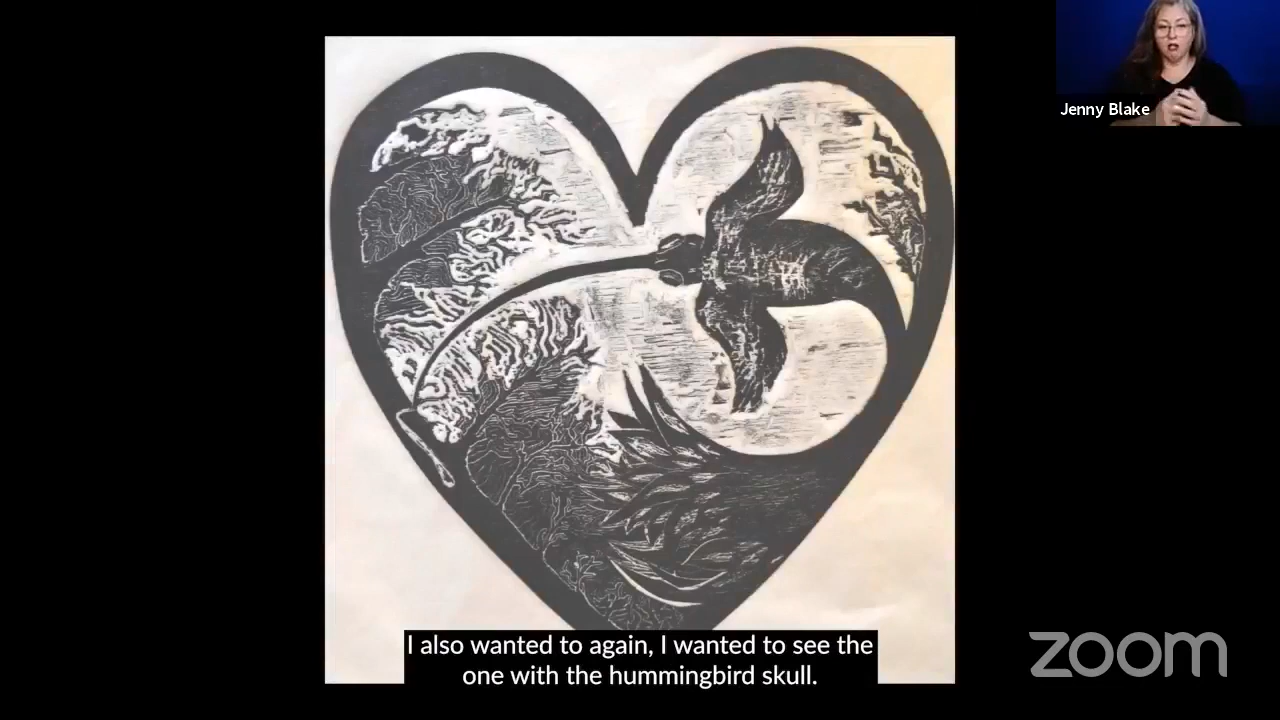 Jenny Blake
I also wanted to again, I wanted to see the
one with the hummingbird skull.
zoom